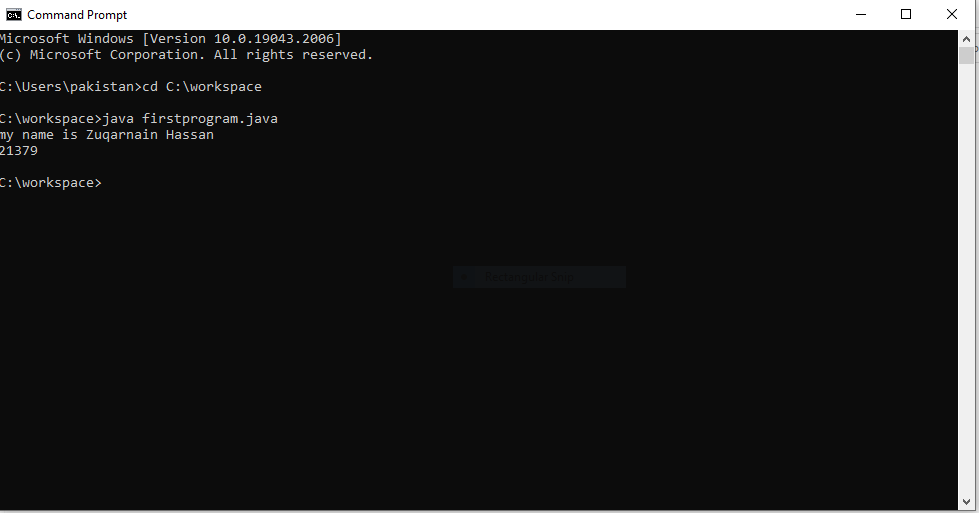 Command Prompt
Microsoft Windows [Version 10.0.19043.2006]
(c) Microsoft Corporation. All rights reserved.
C:\Users\pakistan>cd C:\workspace
C:\workspace>java firstprogram.java
my name is Zuqarnain Hassan
21379
C:\workspace>
Rectangular Snip